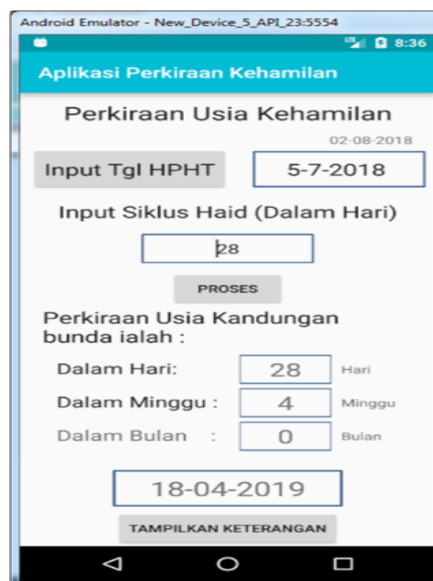 Android Emulator - New_Device_5_API_23:5554
LTE 8:36
Aplikasi Perkiraan Kehamilan
Perkiraan Usia Kehamilan
02-08-2018
Input Tgl HPHT 5-7-2018
Input Siklus Haid (Dalam Hari)
28
PROSES
Perkiraan Usia Kandungan
bunda ialah :
Dalam Hari: 28 Hari
Dalam Minggu : 4 Minggu
Dalam Bulan : 0 Bulan
18-04-2019
TAMPILKAN KETERANGAN